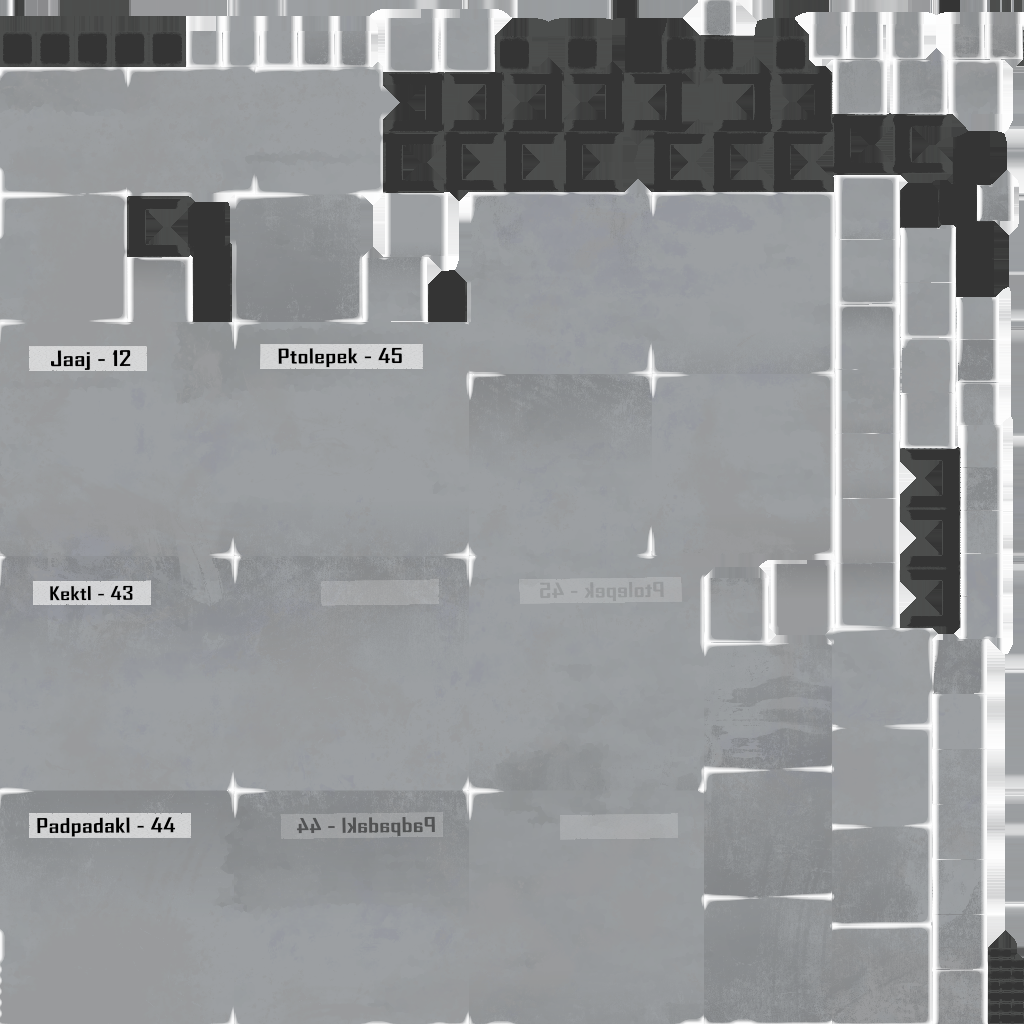 Jaaj - 12
Ptolepek - 45
Kektl - 43
Ptolepek - 45
Padpadakl - 44
Padpadakl - 44